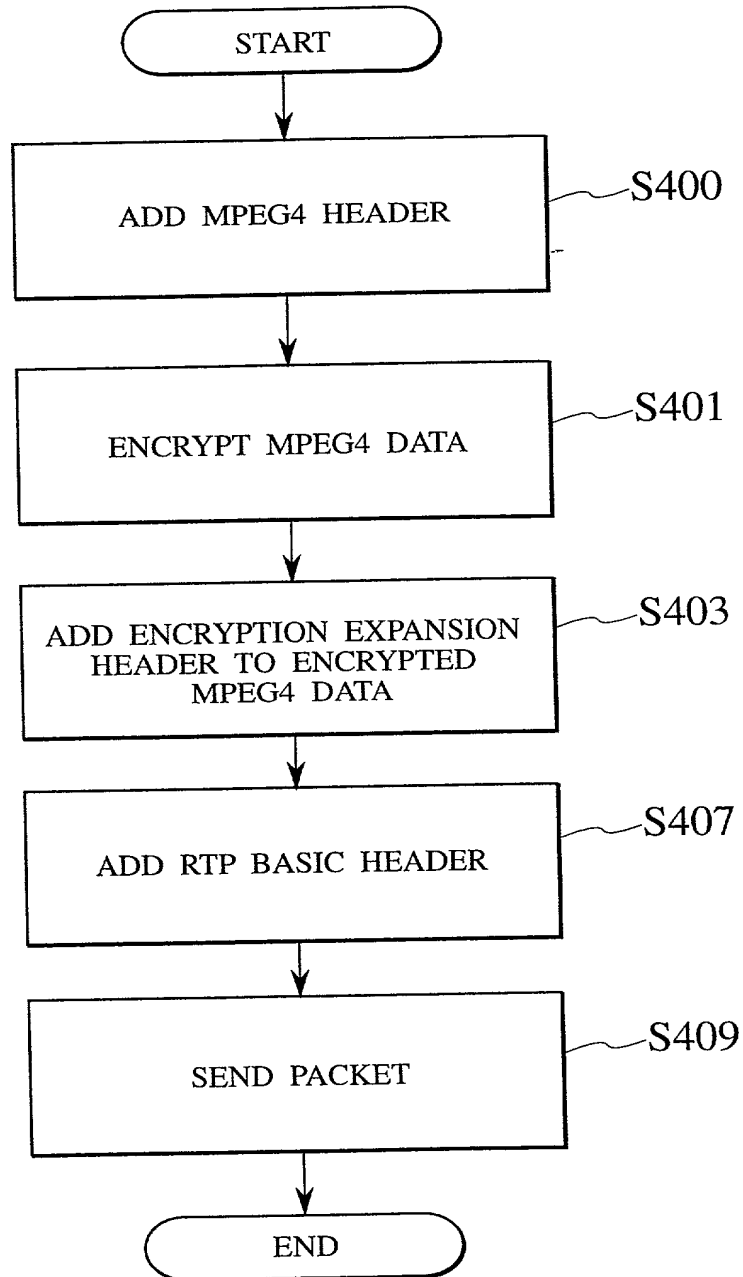 START
ADD MPEG4 HEADER
S400
ENCRYPT MPEG4 DATA
S401
ADD ENCRYPTION EXPANSION
HEADER TO ENCRYPTED
MPEG4 DATA
S403
ADD RTP BASIC HEADER
S407
SEND PACKET
S409
END